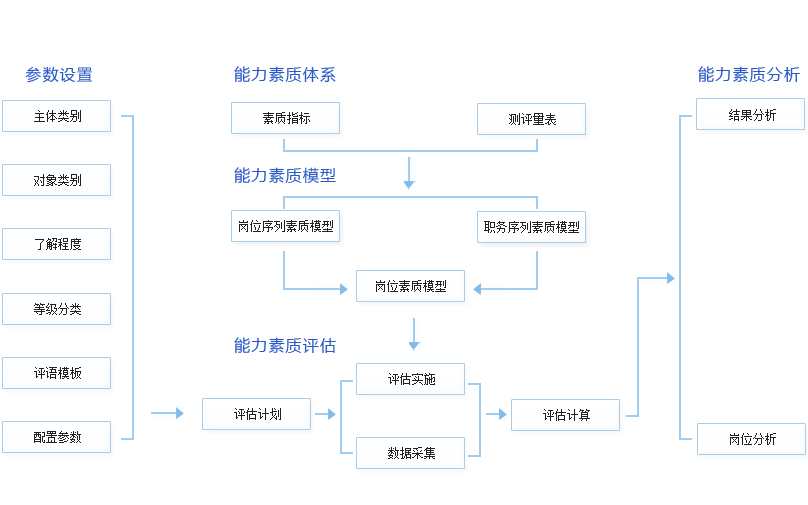 参数设置
主体类别
对象类别
了解程度
等级分类
评语模板
配置参数
能力素质体系
素质指标
测评量表
能力素质模型
岗位序列素质模型
职务序列素质模型
岗位素质模型
能力素质评估
评估计划
评估实施
数据采集
评估计算
能力素质分析
结果分析
岗位分析